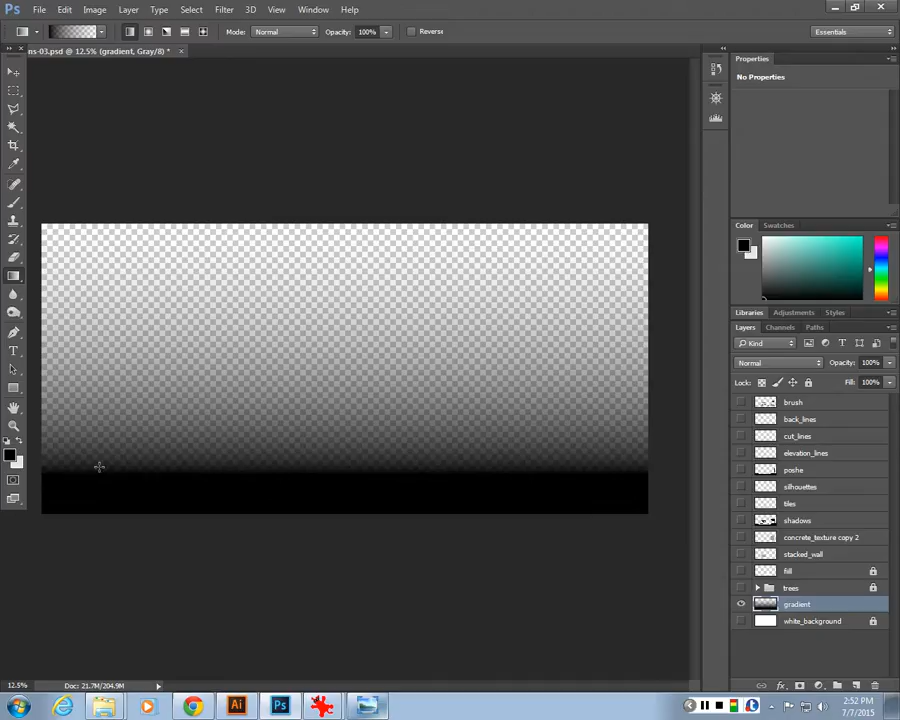 Ps File Edit Image Layer Type Select Filter 3D View Window Help
Mode: Normal Opacity: 100% Reverse Essentials
ns-03.psd @ 12.5% (gradient, Gray/8) * ×
Properties
No Properties
Color Swatches
Libraries Adjustments Styles
Layers Channels Paths
Kind
Normal Opacity: 100%
Lock: Fill: 100%
brush
back_lines
cut_lines
elevation_lines
poshe
silhouettes
tiles
shadows
concrete_texture copy 2
stacked_wall
fill
trees
gradient
white_background
12.5% Doc: 21.7M/204.9M
fx
Ai Ps
2:52 PM
7/7/2015